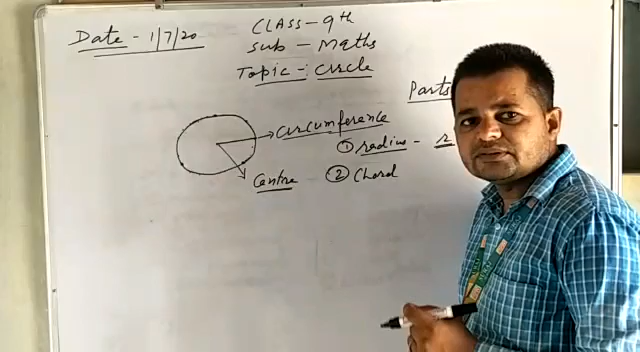 Date - 1/7/20
CLASS - 9th
Sub - Maths
Topic - Circle
Parts
Circumference
① radius - r
Centre
② Chord